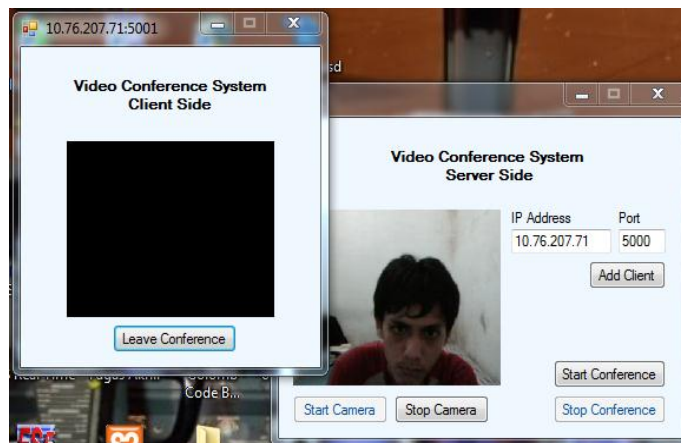 10.76.207.71:5001
Video Conference System
Client Side
Leave Conference
sd
Video Conference System
Server Side
IP Address
Port
10.76.207.71
5000
Add Client
Start Conference
Start Camera
Stop Camera
Stop Conference
Code B...